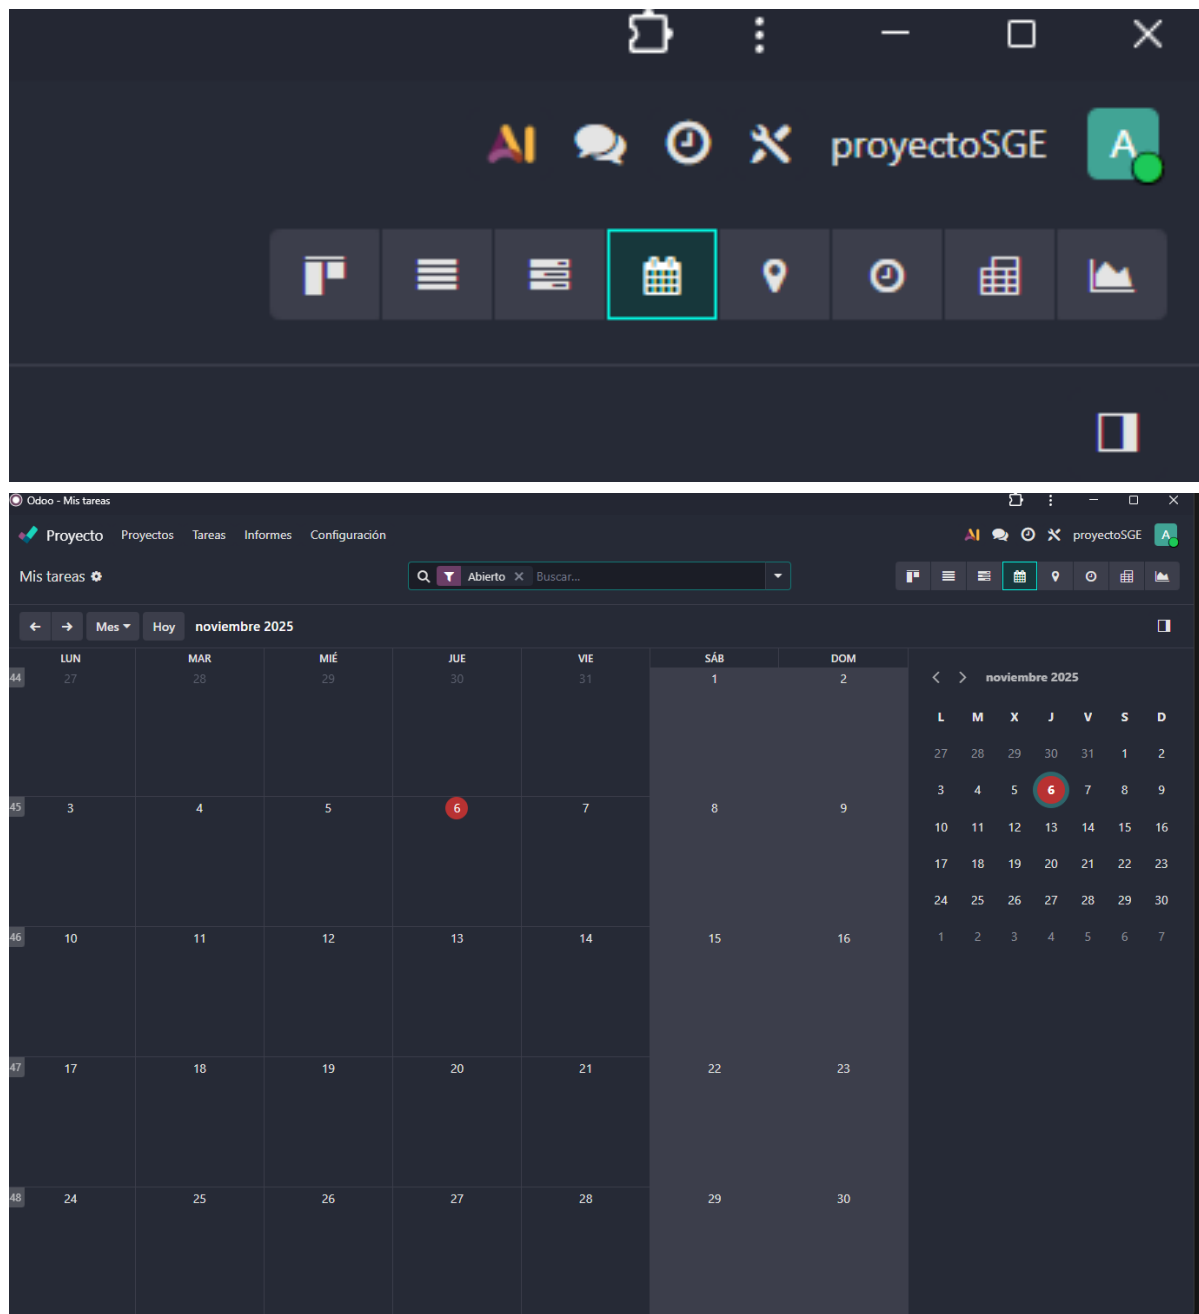 AI proyectoSGE A
Odoo - Mis tareas
Proyecto Proyectos Tareas Informes Configuración AI proyectoSGE A
Mis tareas Abierto × Buscar...
Mes Hoy noviembre 2025
LUN MAR MIÉ JUE VIE SÁB DOM
44 27 28 29 30 31 1 2
45 3 4 5 6 7 8 9
46 10 11 12 13 14 15 16
47 17 18 19 20 21 22 23
48 24 25 26 27 28 29 30
noviembre 2025
L M X J V S D
27 28 29 30 31 1 2
3 4 5 6 7 8 9
10 11 12 13 14 15 16
17 18 19 20 21 22 23
24 25 26 27 28 29 30
1 2 3 4 5 6 7